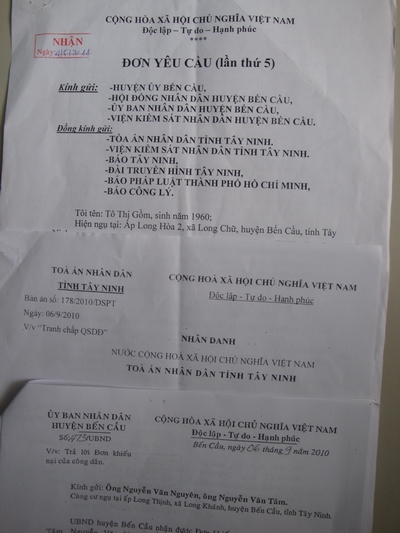 CỘNG HÒA XÃ HỘI CHỦ NGHĨA VIỆT NAM
Độc lập – Tự do – Hạnh phúc
****
NHẬN
Ngày
ĐƠN YÊU CẦU (lần thứ 5)
Kính gửi:
-HUYỆN ỦY BẾN CẦU,
-HỘI ĐỒNG NHÂN DÂN HUYỆN BẾN CẦU,
-ỦY BAN NHÂN DÂN HUYỆN BẾN CẦU,
-VIỆN KIỂM SÁT NHÂN DÂN HUYỆN BẾN CẦU.
Đồng kính gửi:
-TÒA ÁN NHÂN DÂN TỈNH TÂY NINH.
-VIỆN KIỂM SÁT NHÂN DÂN TỈNH TÂY NINH.
-BÁO TÂY NINH,
-ĐÀI TRUYỀN HÌNH TÂY NINH,
-BÁO PHÁP LUẬT THÀNH PHỐ HỒ CHÍ MINH,
-BÁO CÔNG LÝ.
Tôi tên: Tô Thị Gồm, sinh năm 1960;
Hiện ngụ tại: Ấp Long Hòa 2, xã Long Chữ, huyện Bến Cầu, tỉnh Tây
TOÀ ÁN NHÂN DÂN
TỈNH TÂY NINH
CỘNG HOÀ XÃ HỘI CHỦ NGHĨA VIỆT NAM
Độc lập - Tự do - Hạnh phúc
Bản án số: 178/2010/DSPT
Ngày: 06/9/2010
V/v "Tranh chấp QSDĐ"
NHÂN DANH
NƯỚC CỘNG HOÀ XÃ HỘI CHỦ NGHĨA VIỆT NAM
TOÀ ÁN NHÂN DÂN TỈNH TÂY NINH
ỦY BAN NHÂN DÂN
HUYỆN BẾN CẦU
/UBND
CỘNG HÒA XÃ HỘI CHỦ NGHĨA VIỆT NAM
Độc lập - Tự do - Hạnh phúc
Bến Cầu, ngày 06 tháng 9 năm 2010
V/v: Trả lời Đơn khiếu
nại của công dân.
Kính gửi: Ông Nguyễn Văn Nguyên, ông Nguyễn Văn Tâm.
Cùng cư ngụ tại ấp Long Thịnh, xã Long Khánh, huyện Bến Cầu, tỉnh Tây Ninh.
UBND huyện Bến Cầu nhận được Đơn